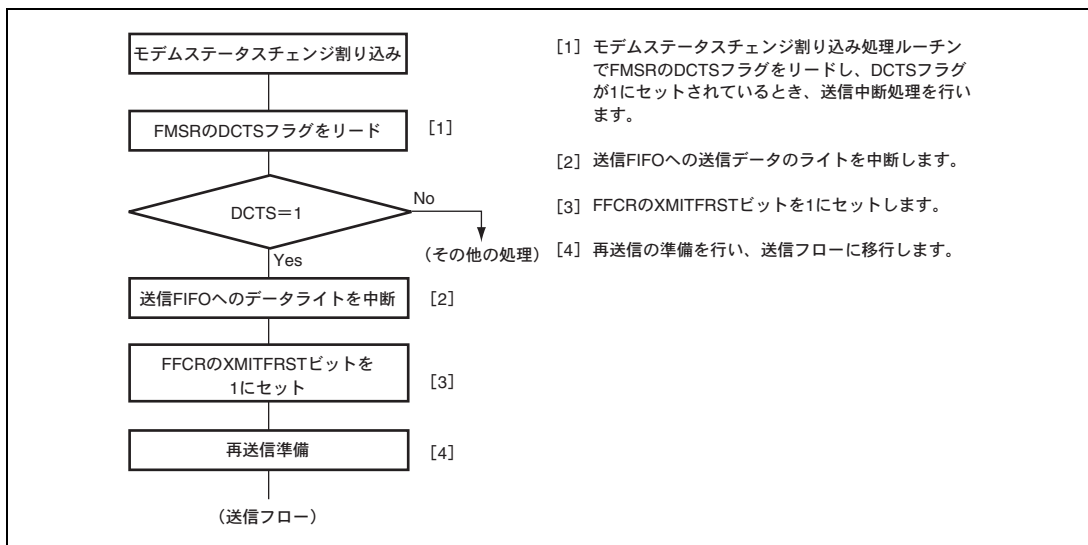 モデムステータスチェンジ割り込み
FMSRのDCTSフラグをリード
[1]
DCTS＝1
No
(その他の処理)
Yes
送信FIFOへのデータライトを中断
[2]
FFCRのXMITFRSTビットを
1にセット
[3]
再送信準備
[4]
(送信フロー)
[1] モデムステータスチェンジ割り込み処理ルーチン
でFMSRのDCTSフラグをリードし、DCTSフラグ
が1にセットされているとき、送信中断処理を行い
ます。
[2] 送信FIFOへの送信データのライトを中断します。
[3] FFCRのXMITFRSTビットを1にセットします。
[4] 再送信の準備を行い、送信フローに移行します。